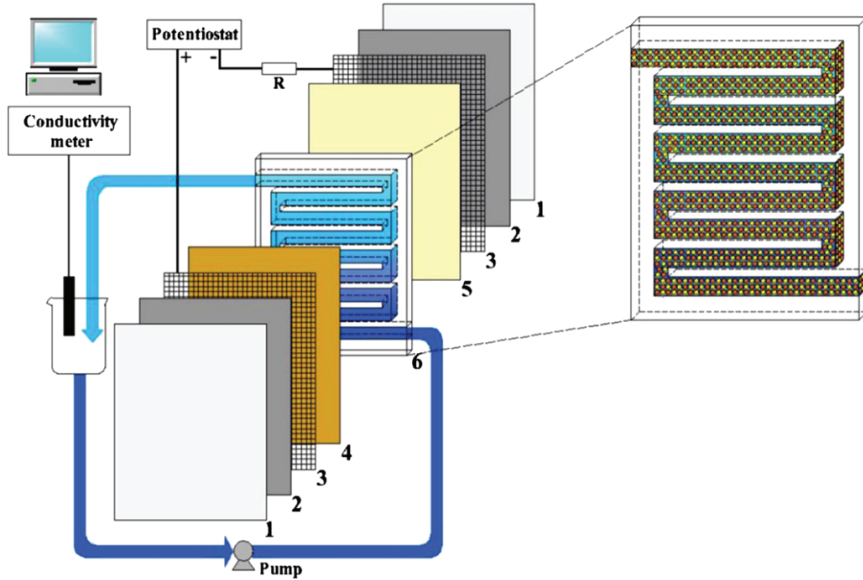 Potentiostat
+
-
R
Conductivity
meter
1
2
3
5
6
4
3
2
1
Pump